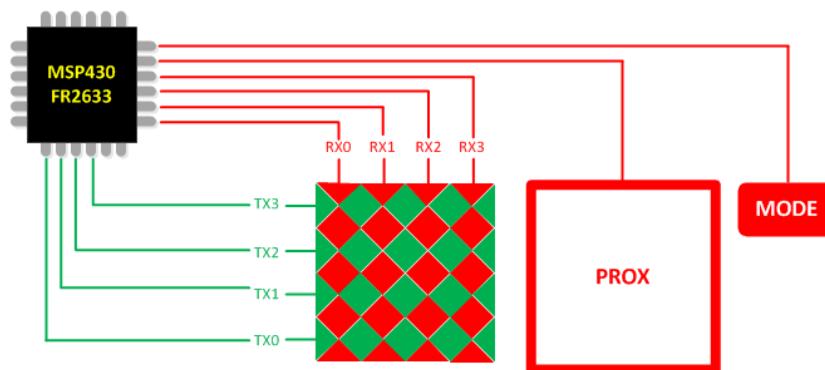 MSP430
FR2633
RX0 RX1 RX2 RX3
TX3
TX2
TX1
TX0
PROX
MODE